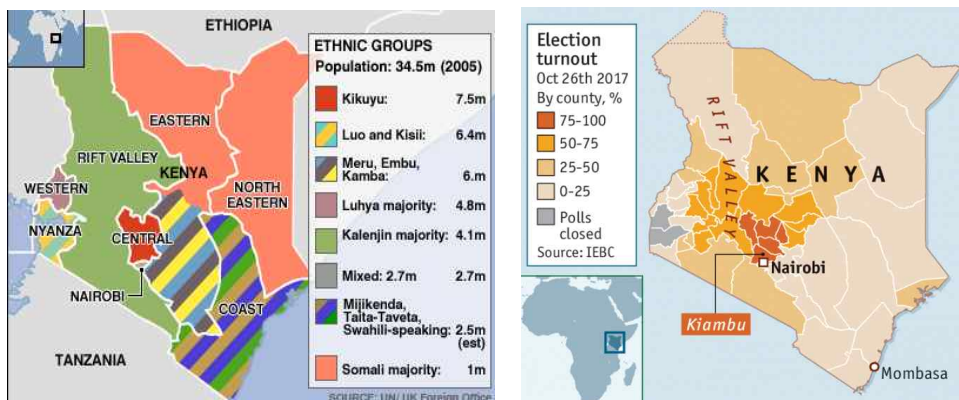 ETHIOPIA
ETHNIC GROUPS
Population: 34.5m (2005)
Kikuyu: 7.5m
Luo and Kisii: 6.4m
Meru, Embu,
Kamba: 6.m
Luhya majority: 4.8m
Kalenjin majority: 4.1m
Mixed: 2.7m 2.7m
Mijikenda,
Taita-Taveta,
Swahili-speaking: 2.5m
(est)
Somali majority: 1m
SOURCE: UN/ UK Foreign Office
EASTERN
RIFT VALLEY
KENYA
WESTERN
NORTH
EASTERN
NYANZA
CENTRAL
NAIROBI
COAST
TANZANIA
Election
turnout
Oct 26th 2017
By county, %
75-100
50-75
25-50
0-25
Polls
closed
Source: IEBC
RIFT VALLEY
KENYA
Nairobi
Kiambu
Mombasa